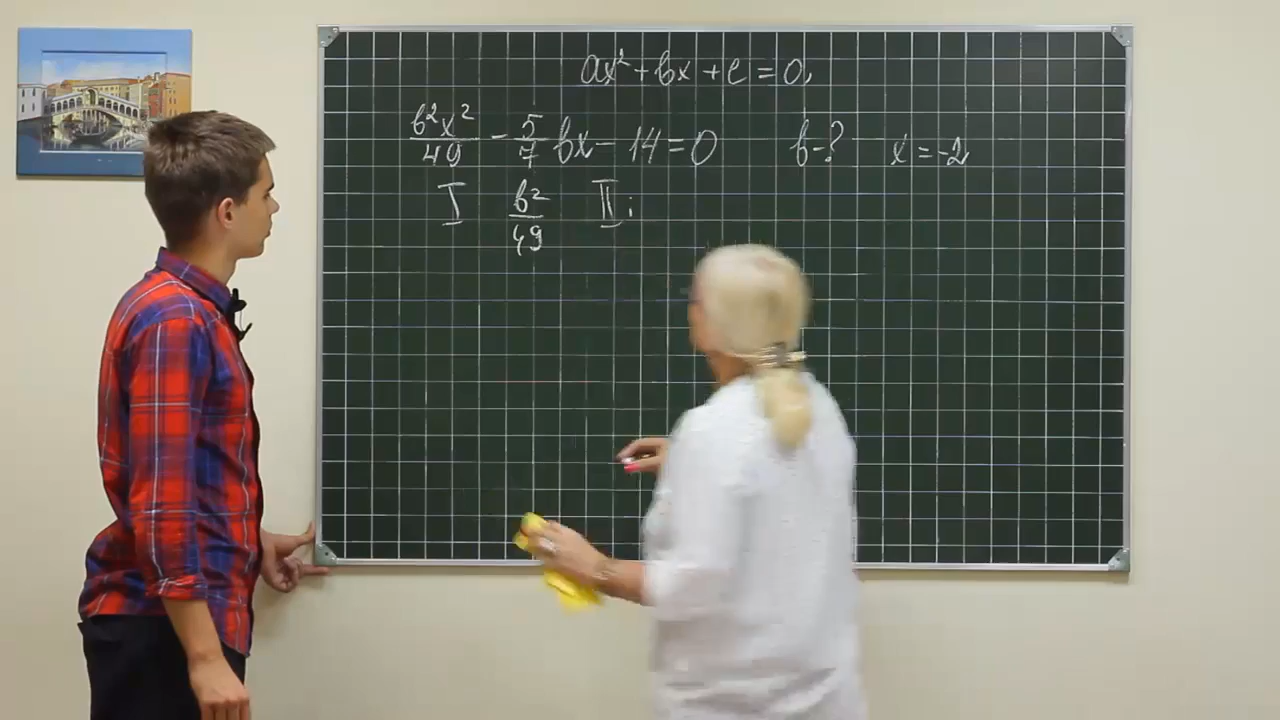 ax² + bx + c = 0,
b²x²/49 - 5/7 bx - 14 = 0 b-? x = -2
I b²/49 II